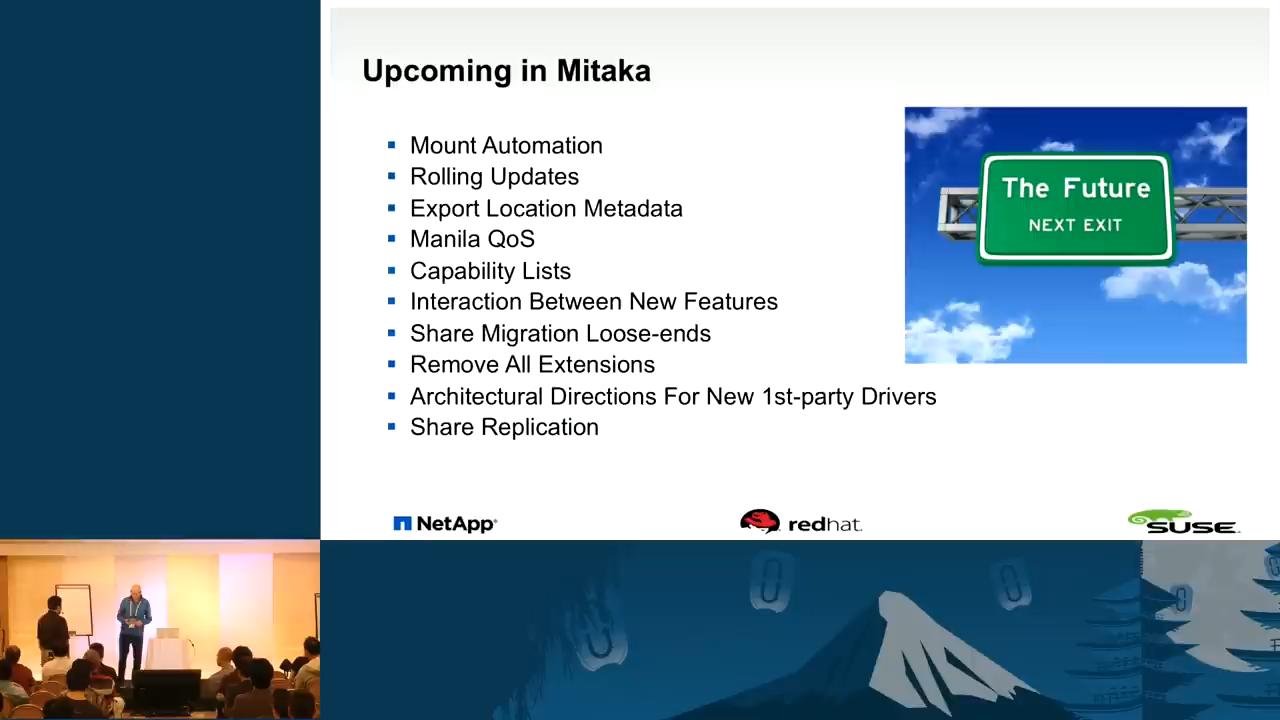 Upcoming in Mitaka
Mount Automation
Rolling Updates
Export Location Metadata
Manila QoS
Capability Lists
Interaction Between New Features
Share Migration Loose-ends
Remove All Extensions
Architectural Directions For New 1st-party Drivers
Share Replication
The Future
NEXT EXIT
NetApp
redhat.
SUSE